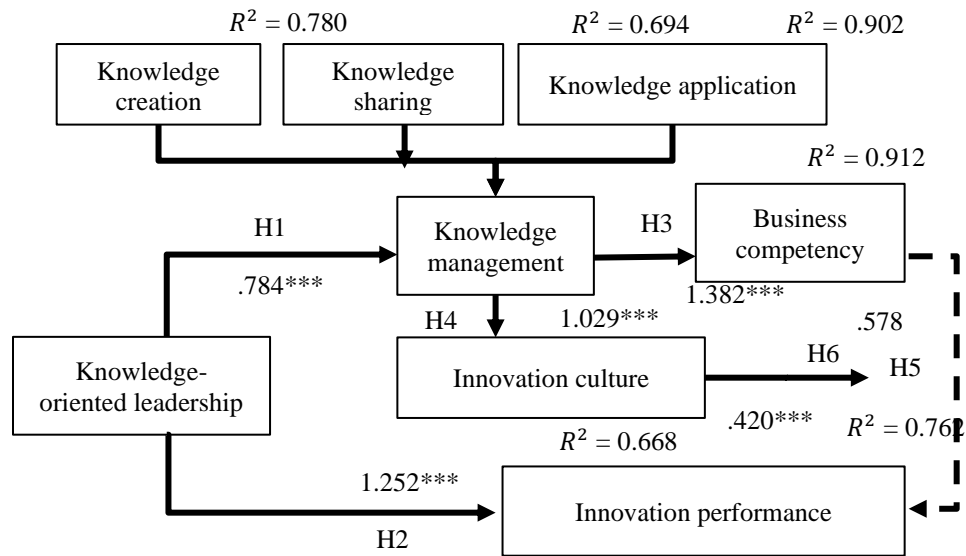 R² = 0.780
R² = 0.694
R² = 0.902
Knowledge
creation
Knowledge
sharing
Knowledge application
R² = 0.912
H1
Knowledge
management
H3
Business
competency
.784***
1.382***
H4
1.029***
.578
Knowledge-
oriented leadership
Innovation culture
H6
H5
.420***
R² = 0.762
R² = 0.668
1.252***
Innovation performance
H2